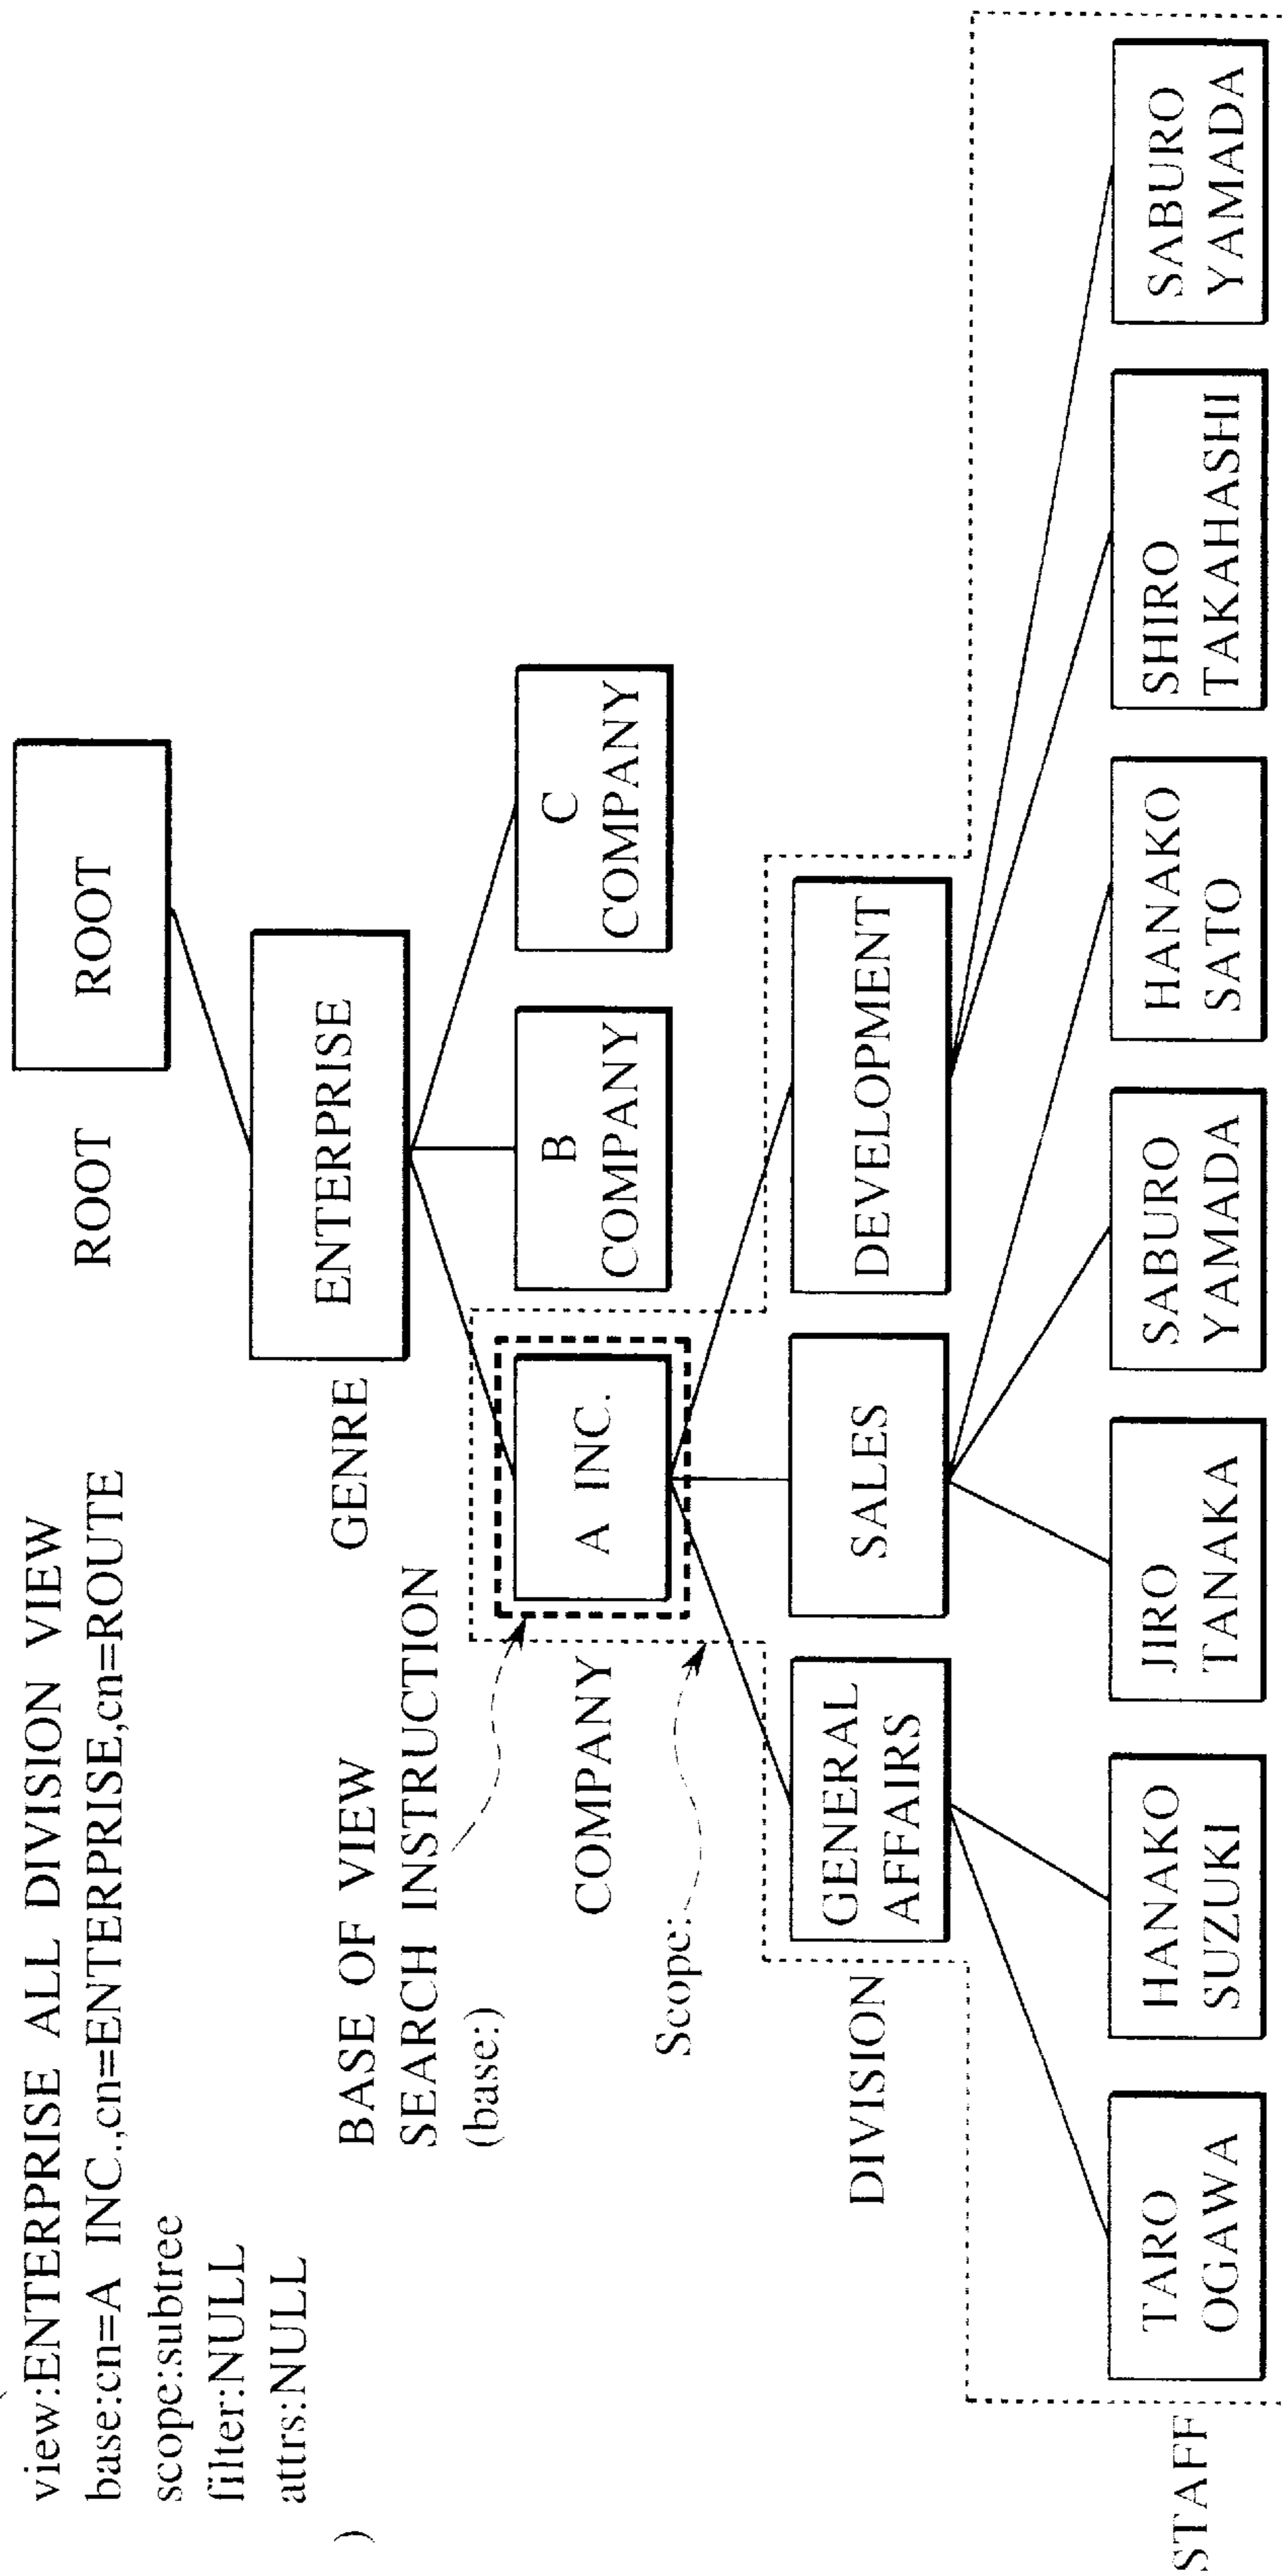 view:ENTERPRISE ALL DIVISION VIEW
base:cn=A INC.,cn=ENTERPRISE,cn=ROUTE
scope:subtree
filter:NULL
attrs:NULL
)
ROOT
ROOT
GENRE
ENTERPRISE
BASE OF VIEW
SEARCH INSTRUCTION
(base:)
COMPANY
A INC.
B
COMPANY
C
COMPANY
Scope:
DIVISION
GENERAL
AFFAIRS
SALES
DEVELOPMENT
STAFF
TARO
OGAWA
HANAKO
SUZUKI
JIRO
TANAKA
SABURO
YAMADA
HANAKO
SATO
SHIRO
TAKAHASHI
SABURO
YAMADA